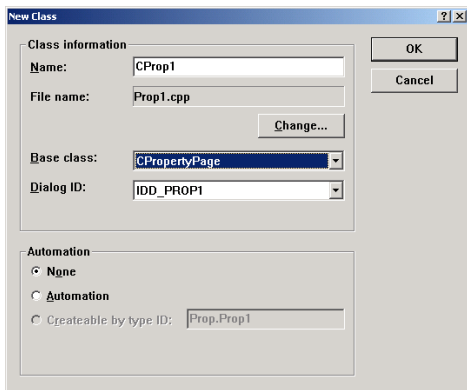 New Class
Class information
Name: CProp1
File name: Prop1.cpp
Change...
Base class: CPropertyPage
Dialog ID: IDD_PROP1
OK
Cancel
Automation
None
Automation
Createable by type ID: Prop.Prop1